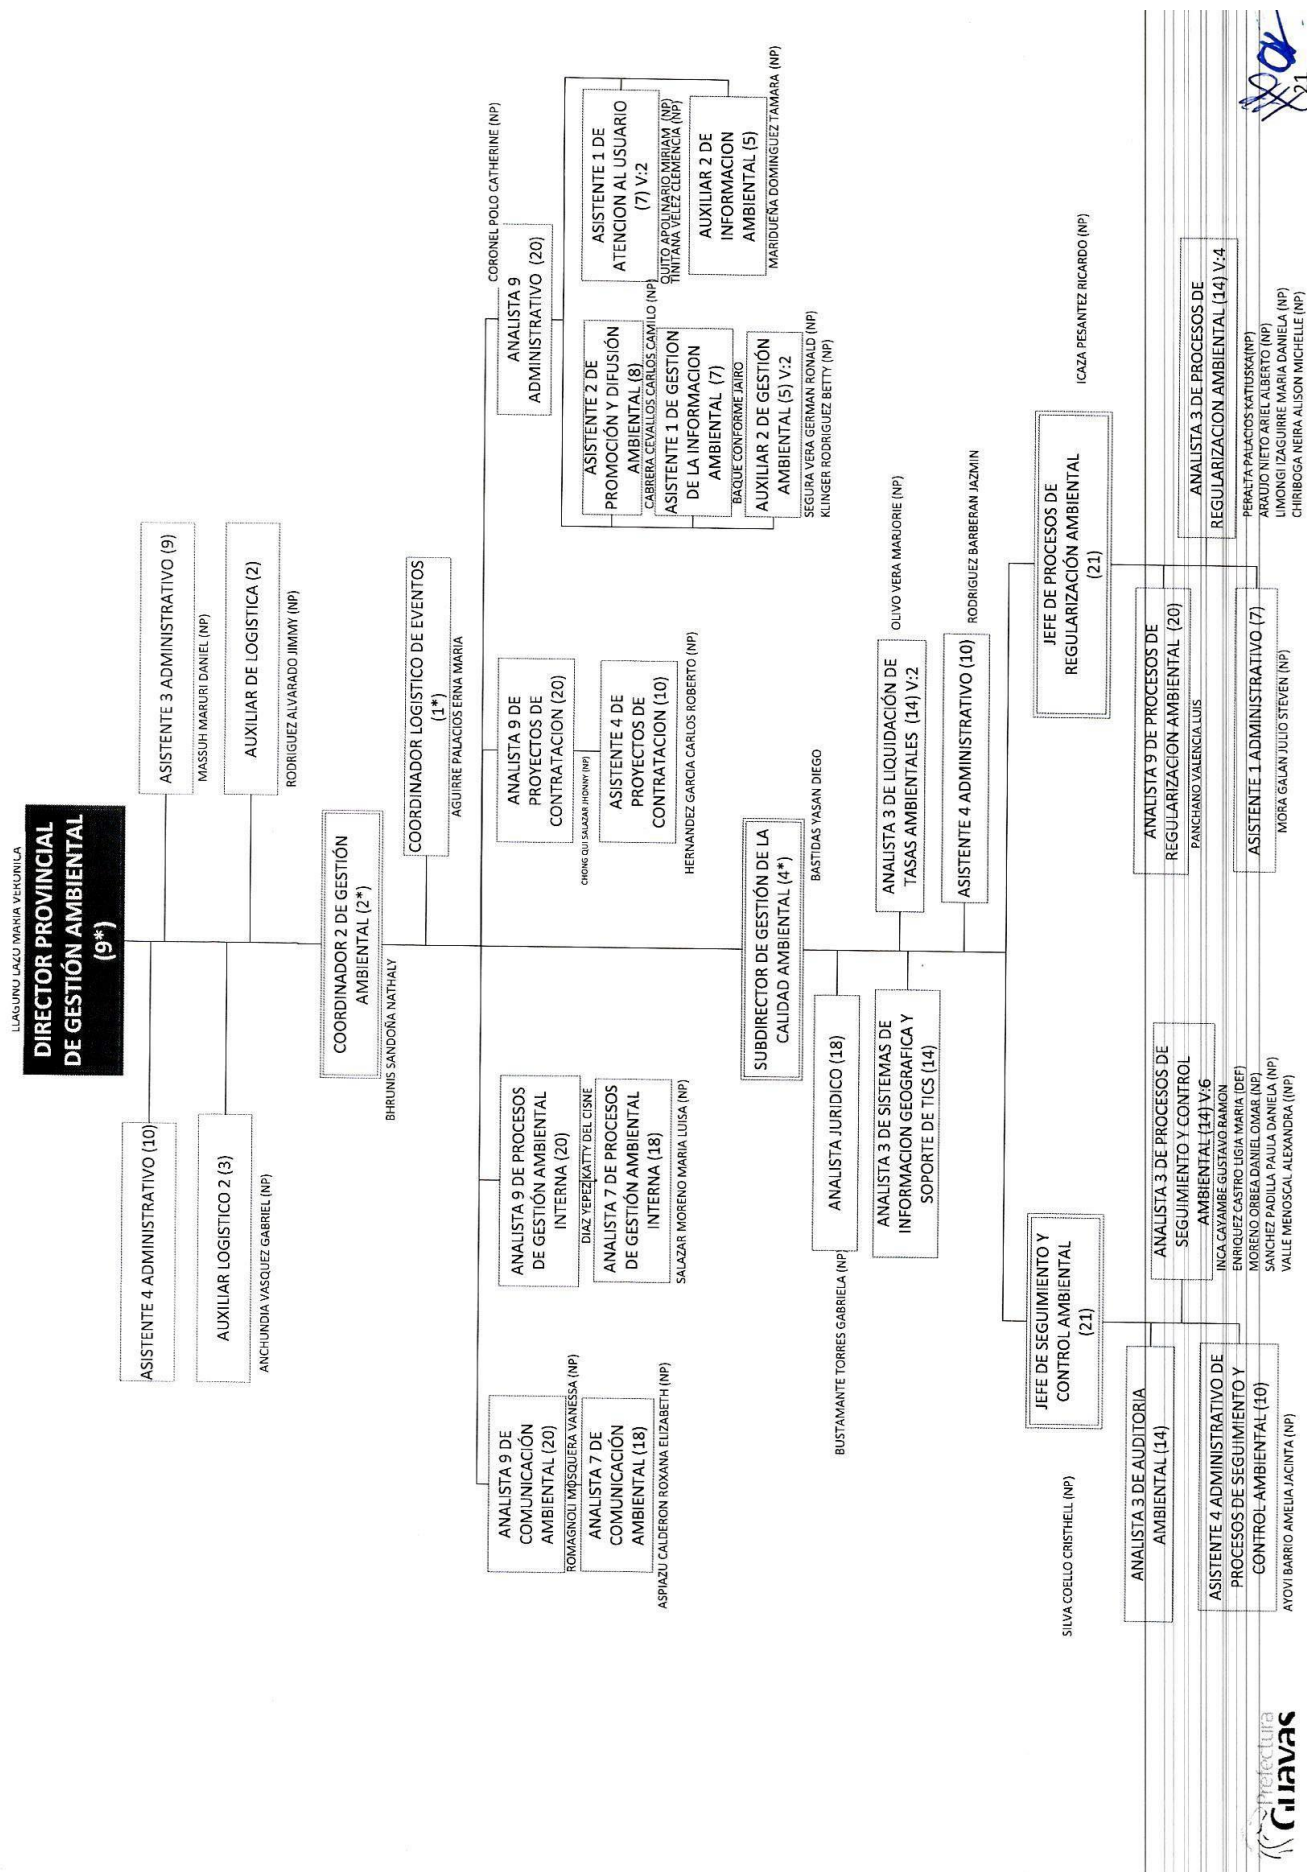 LLAGUNO LAZO MARIA VERONICA
DIRECTOR PROVINCIAL
DE GESTIÓN AMBIENTAL
(9*)
ASISTENTE 4 ADMINISTRATIVO (10)
ASISTENTE 3 ADMINISTRATIVO (9)
MASSUH MARURI DANIEL (NP)
AUXILIAR LOGISTICO 2 (3)
ANCHUNDIA VASQUEZ GABRIEL (NP)
AUXILIAR DE LOGISTICA (2)
RODRIGUEZ ALVARADO JIMMY (NP)
COORDINADOR 2 DE GESTIÓN
AMBIENTAL (2*)
BHRUNIS SANDOÑA NATHALY
COORDINADOR LOGISTICO DE EVENTOS
(1*)
AGUIRRE PALACIOS ERNA MARIA
ANALISTA 9 DE
COMUNICACIÓN
AMBIENTAL (20)
ROMAGNOLI MOSQUERA VANESSA (NP)
ANALISTA 7 DE
COMUNICACIÓN
AMBIENTAL (18)
ASPIAZU CALDERON ROXANA ELIZABETH (NP)
ANALISTA 9 DE PROCESOS
DE GESTIÓN AMBIENTAL
INTERNA (20)
DIAZ YEPEZ KATTY DEL CISNE
ANALISTA 7 DE PROCESOS
DE GESTIÓN AMBIENTAL
INTERNA (18)
SALAZAR MORENO MARIA LUISA (NP)
ANALISTA 9 DE
PROYECTOS DE
CONTRATACION (20)
CHONG QUI SALAZAR JHONNY (NP)
ASISTENTE 4 DE
PROYECTOS DE
CONTRATACION (10)
HERNANDEZ GARCIA CARLOS ROBERTO (NP)
CORONEL POLO CATHERINE (NP)
ANALISTA 9
ADMINISTRATIVO (20)
ASISTENTE 2 DE
PROMOCIÓN Y DIFUSIÓN
AMBIENTAL (8)
CABRERA CEVALLOS CARLOS CAMILO (NP)
ASISTENTE 1 DE GESTION
DE LA INFORMACION
AMBIENTAL (7)
BAQUE CONFORME JAIRO
AUXILIAR 2 DE GESTIÓN
AMBIENTAL (5) V:2
SEGURA VERA GERMAN RONALD (NP)
KLINGER RODRIGUEZ BETTY (NP)
ASISTENTE 1 DE
ATENCION AL USUARIO
(7) V:2
QUITO APOLINARIO MIRIAM (NP)
TINITANA VELEZ CLEMENCIA (NP)
AUXILIAR 2 DE
INFORMACION
AMBIENTAL (5)
MARIDUEÑA DOMINGUEZ TAMARA (NP)
SUBDIRECTOR DE GESTIÓN DE LA
CALIDAD AMBIENTAL (4*)
BASTIDAS YASAN DIEGO
ANALISTA JURIDICO (18)
BUSTAMANTE TORRES GABRIELA (NP)
OLIVO VERA MARJORIE (NP)
ANALISTA 3 DE LIQUIDACIÓN DE
TASAS AMBIENTALES (14) V:2
ANALISTA 3 DE SISTEMAS DE
INFORMACION GEOGRAFICA Y
SOPORTE DE TICS (14)
ASISTENTE 4 ADMINISTRATIVO (10)
RODRIGUEZ BARBERAN JAZMIN
JEFE DE SEGUIMIENTO Y
CONTROL AMBIENTAL
(21)
SILVA COELLO CRISTHELL (NP)
JEFE DE PROCESOS DE
REGULARIZACIÓN AMBIENTAL
(21)
ICAZA PESANTEZ RICARDO (NP)
ANALISTA 3 DE AUDITORIA
AMBIENTAL (14)
ASISTENTE 4 ADMINISTRATIVO DE
PROCESOS DE SEGUIMIENTO Y
CONTROL AMBIENTAL (10)
AYOVI BARRIO AMELIA JACINTA (NP)
ANALISTA 3 DE PROCESOS DE
SEGUIMIENTO Y CONTROL
AMBIENTAL (14) V:6
INCA CAYAMBE GUSTAVO RAMON
ENRIQUEZ CASTRO LIGIA MARIA (DEF)
MORENO ORBEA DANIEL OMAR (NP)
SANCHEZ PADILLA PAULA DANIELA (NP)
VALLE MENOSCAL ALEXANDRA ((NP)
ANALISTA 9 DE PROCESOS DE
REGULARIZACION AMBIENTAL (20)
PANCHANO VALENCIA LUIS
ASISTENTE 1 ADMINISTRATIVO (7)
MORA GALAN JULIO STEVEN (NP)
ANALISTA 3 DE PROCESOS DE
REGULARIZACION AMBIENTAL (14) V:4
PERALTA PALACIOS KATIUSKA(NP)
ARAUJO NIETO ARIEL ALBERTO (NP)
LIMONGI IZAGUIRRE MARIA DANIELA (NP)
CHIRIBOGA NEIRA ALISON MICHELLE (NP)
Prefectura
Guayas
21